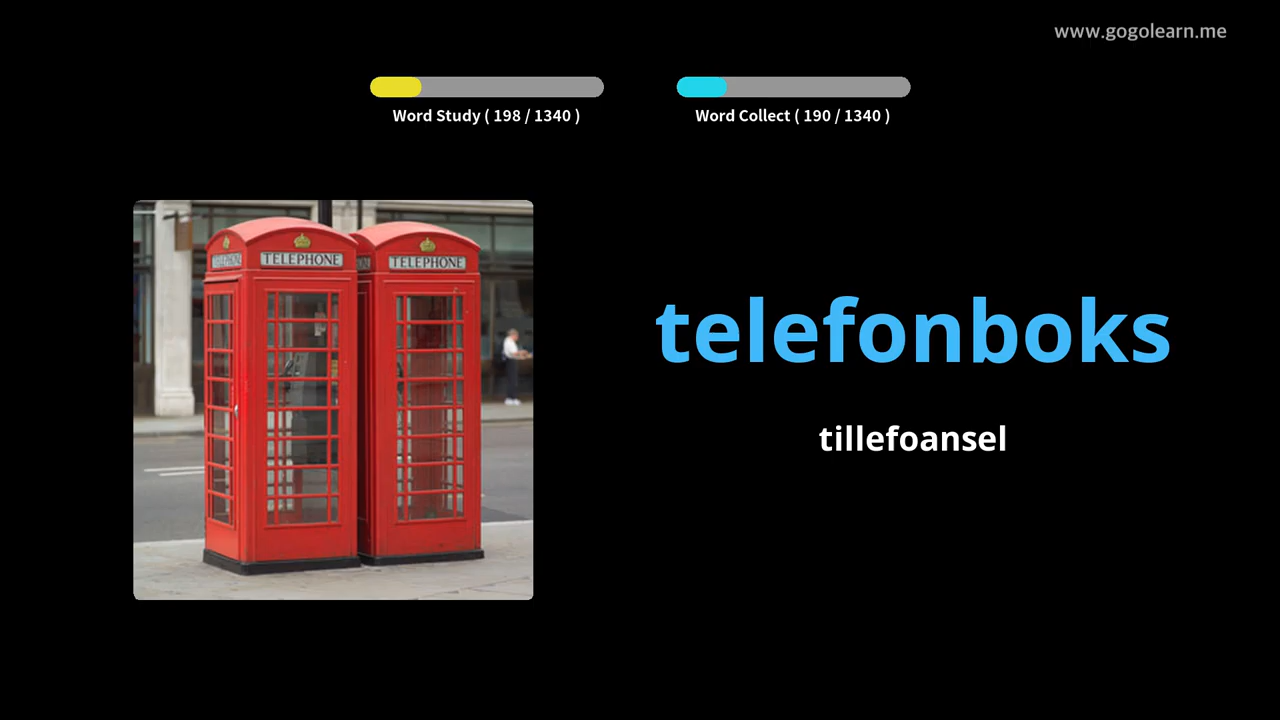 www.gogolearn.me
Word Study ( 198 / 1340 )
Word Collect ( 190 / 1340 )
TELEPHONE
TELEPHONE
telefonboks
tillefoansel